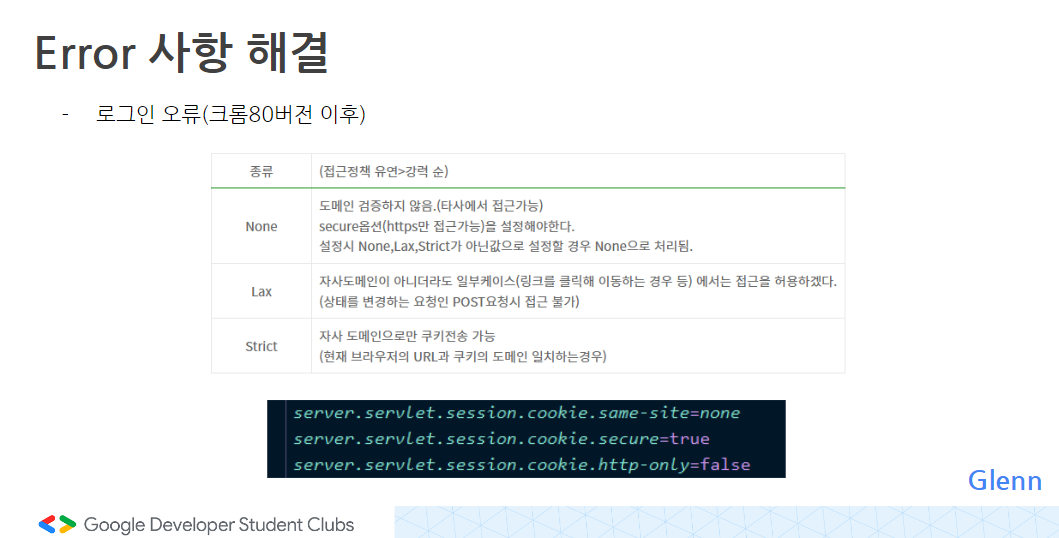 Error 사항 해결
- 로그인 오류(크롬80버전 이후)
종류
(접근정책 유연>강력 순)
None
도메인 검증하지 않음.(타사에서 접근가능)
secure옵션(https만 접근가능)을 설정해야한다.
설정시 None,Lax,Strict가 아닌값으로 설정할 경우 None으로 처리됨.
Lax
자사도메인이 아니더라도 일부케이스(링크를 클릭해 이동하는 경우 등) 에서는 접근을 허용하겠다.
(상태를 변경하는 요청인 POST요청시 접근 불가)
Strict
자사 도메인으로만 쿠키전송 가능
(현재 브라우저의 URL과 쿠키의 도메인 일치하는경우)
server.servlet.session.cookie.same-site=none
server.servlet.session.cookie.secure=true
server.servlet.session.cookie.http-only=false
Glenn
Google Developer Student Clubs